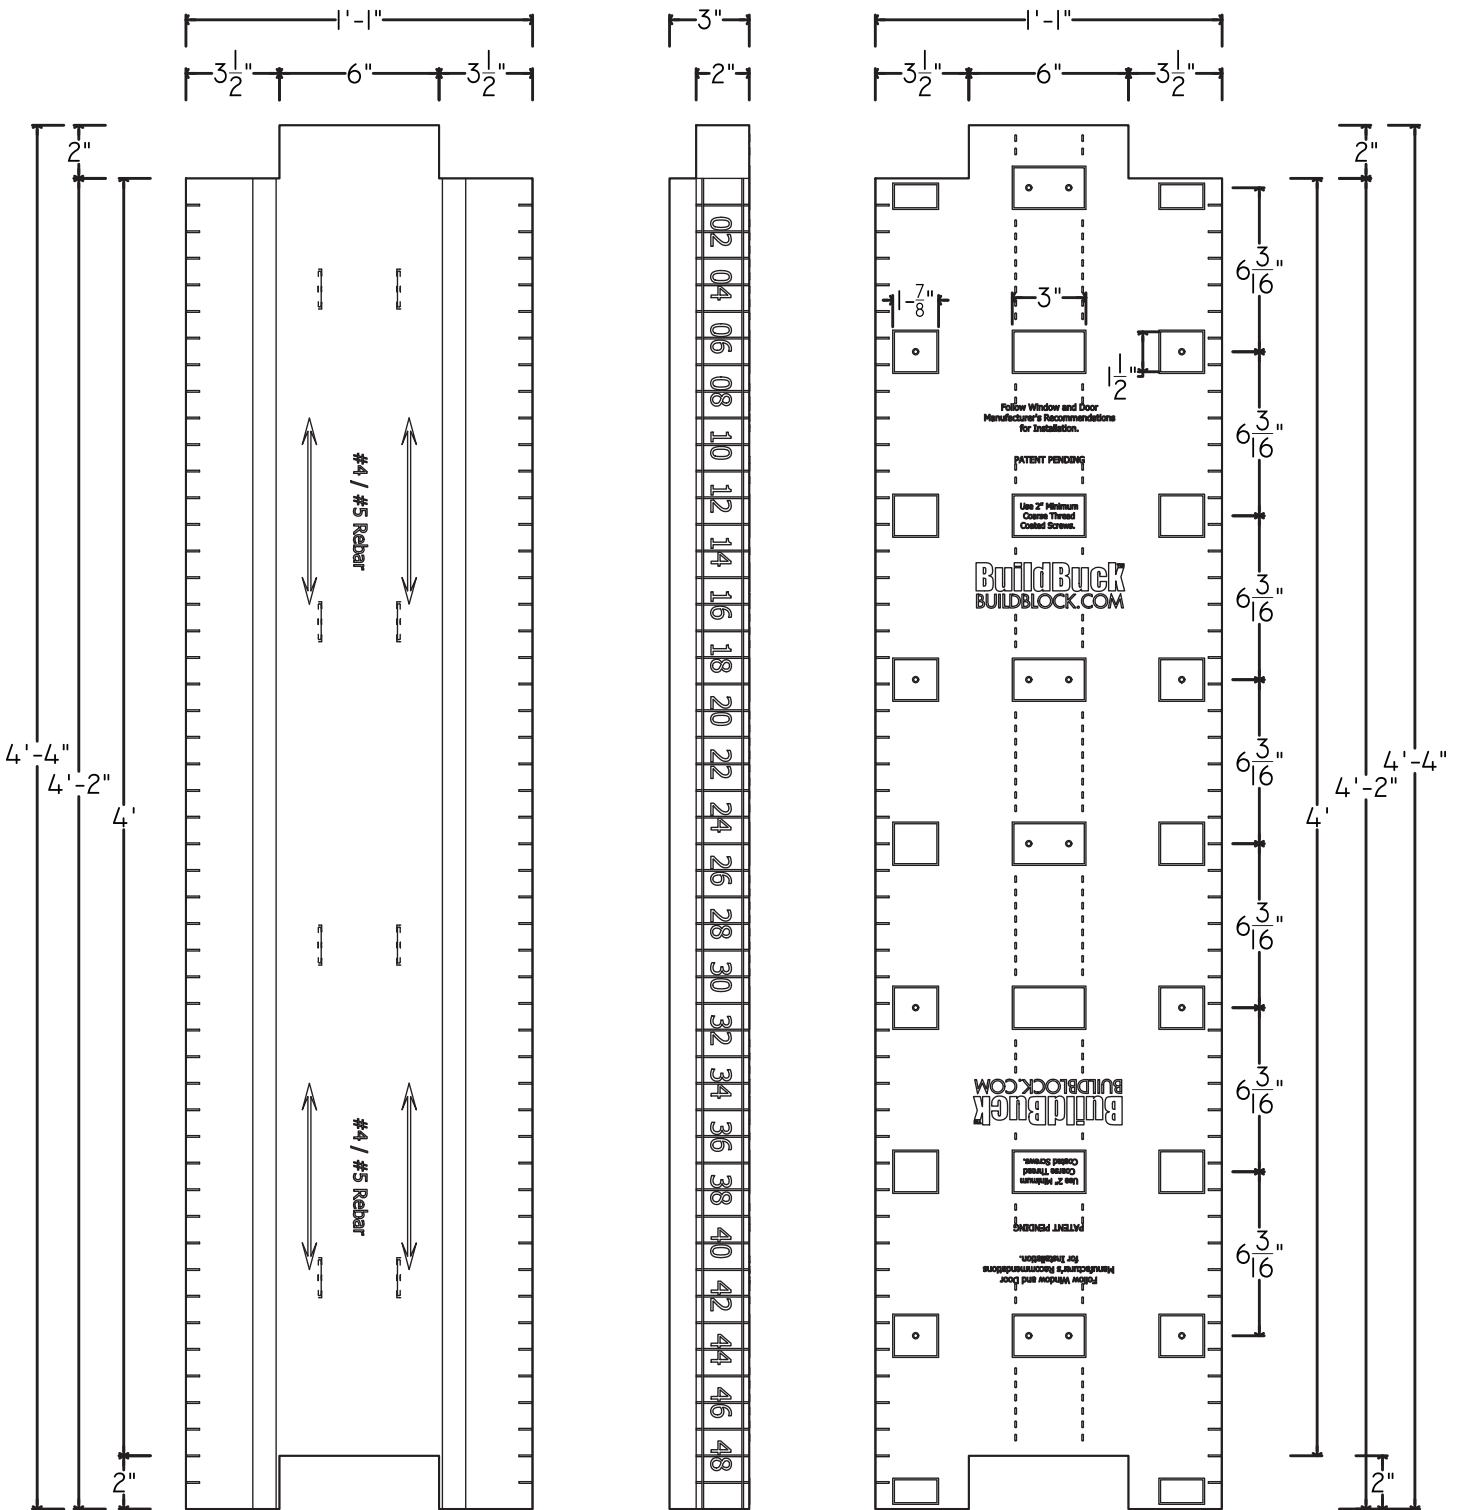 1'-1"
3 1/2"
6"
3 1/2"
2"
4'-4"
4'-2"
4'
2"
#4 / #5 Rebar
#4 / #5 Rebar
3"
2"
02
04
06
08
10
12
14
16
18
20
22
24
26
28
30
32
34
36
38
40
42
44
46
48
1'-1"
3 1/2"
6"
3 1/2"
1-7/8"
3"
1 1/2"
Follow Window and Door
Manufacturer's Recommendations
for Installation.
PATENT PENDING
Use 2" Minimum
Coarse Thread
Coated Screws.
BuildBuck™
BUILDBLOCK.COM
BuildBuck™
BUILDBLOCK.COM
Use 2" Minimum
Coarse Thread
Coated Screws.
PATENT PENDING
Follow Window and Door
Manufacturer's Recommendations
for Installation.
6 3/16"
6 3/16"
6 3/16"
6 3/16"
6 3/16"
6 3/16"
6 3/16"
2"
4'
4'-2"
4'-4"
2"